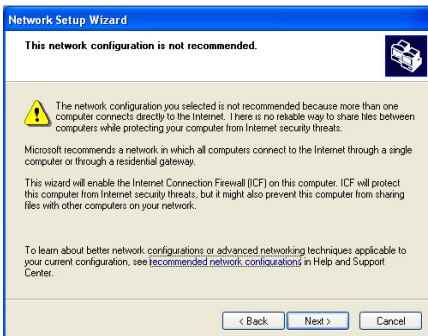 Network Setup Wizard
This network configuration is not recommended.
The network configuration you selected is not recommended because more than one
computer connects directly to the Internet. There is no reliable way to share files between
computers while protecting your computer from Internet security threats.
Microsoft recommends a network in which all computers connect to the Internet through a single
computer or through a residential gateway.
This wizard will enable the Internet Connection Firewall (ICF) on this computer. ICF will protect
this computer from Internet security threats, but it might also prevent this computer from sharing
files with other computers on your network.
To learn about better network configurations or advanced networking techniques applicable to
your current configuration, see recommended network configurations in Help and Support
Center.
< Back Next > Cancel